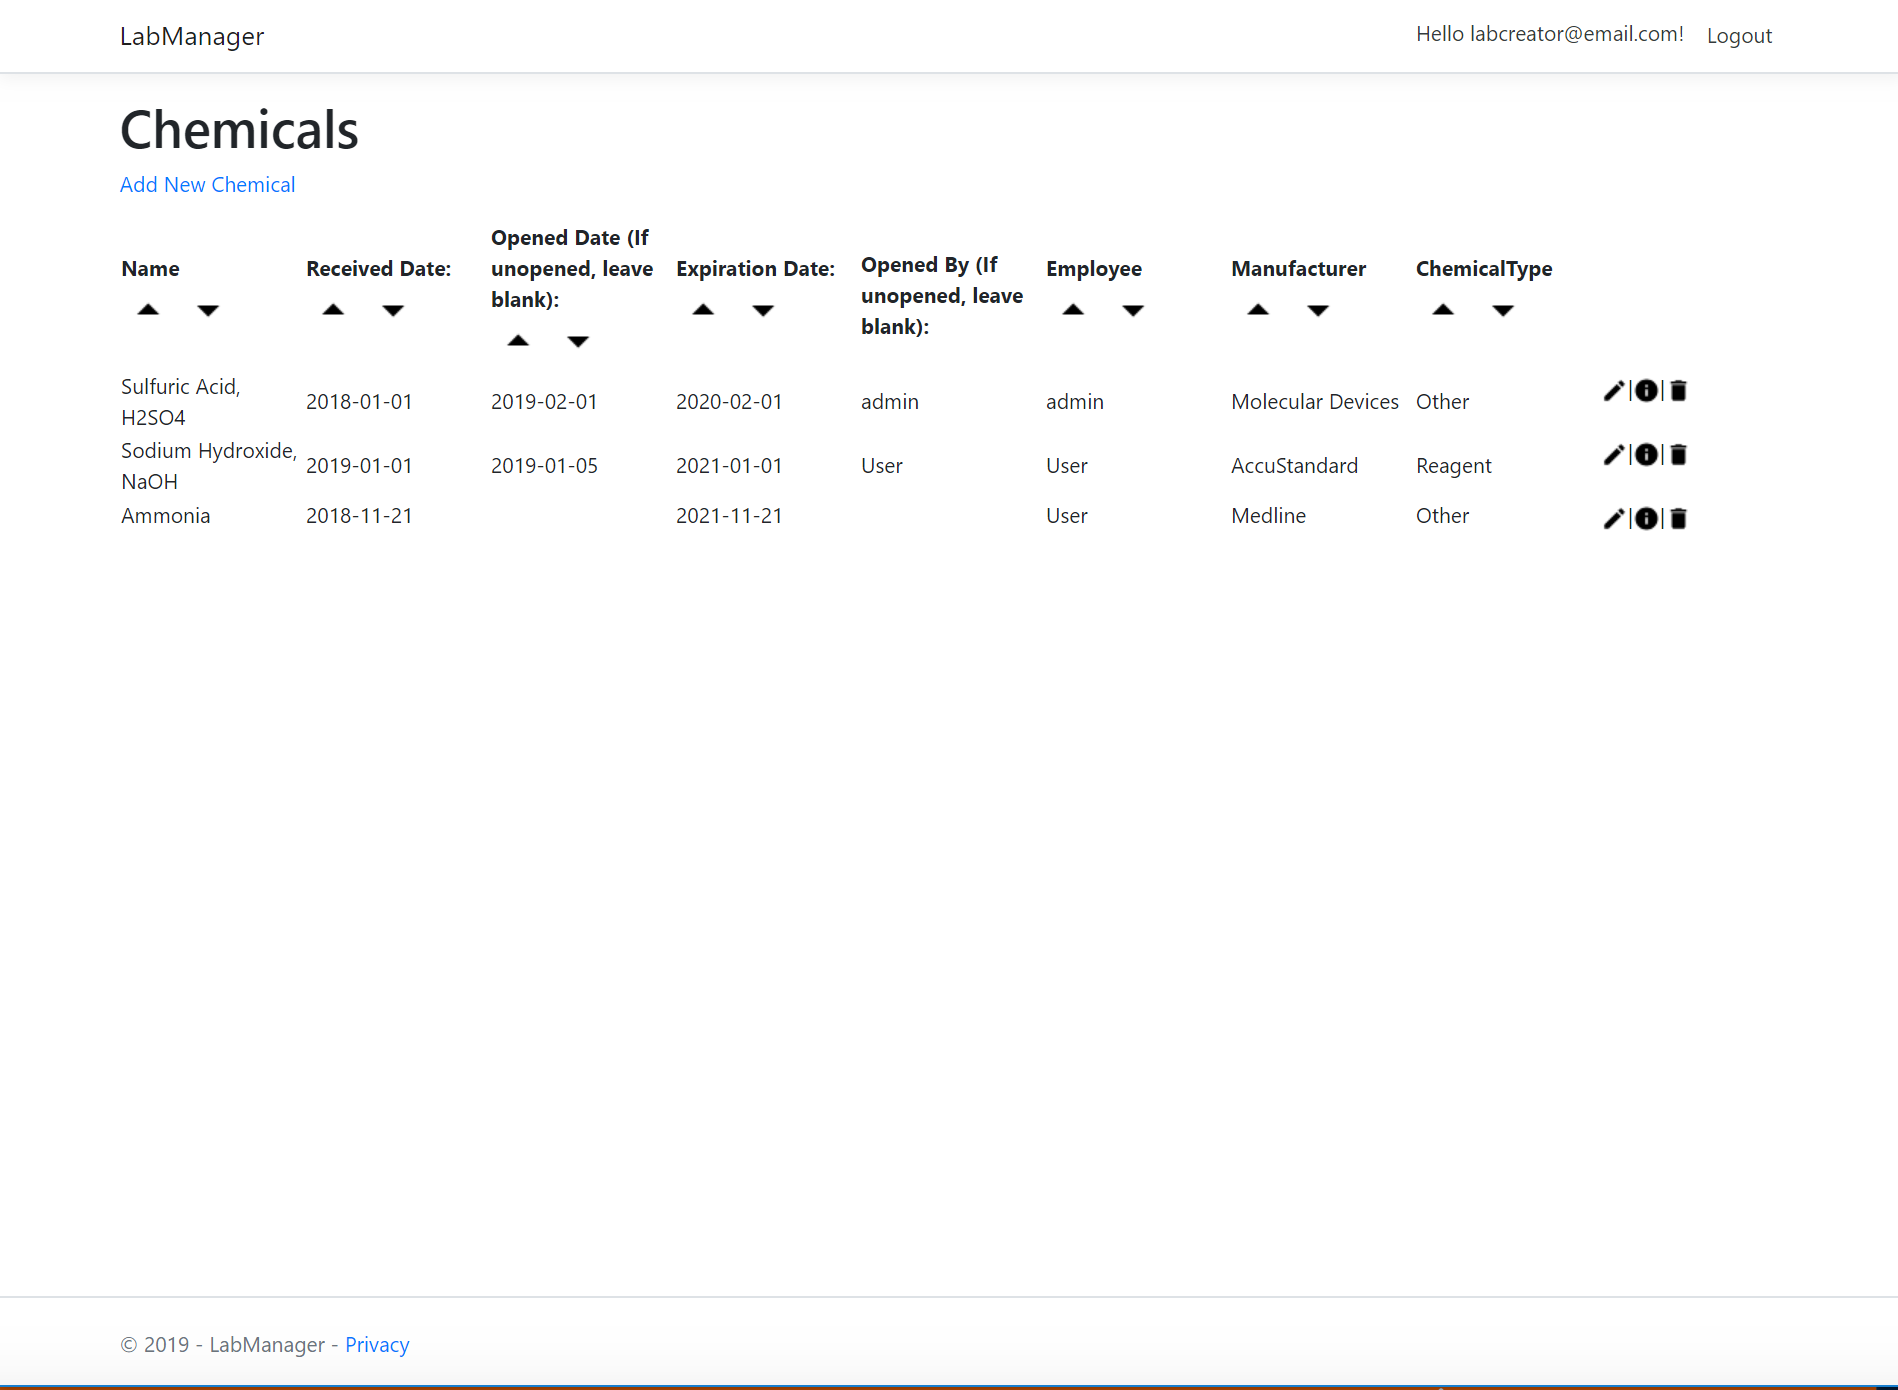 LabManager
Hello labcreator@email.com! Logout
Chemicals
Add New Chemical
Name
Received Date:
Opened Date (If
unopened, leave
blank):
Expiration Date:
Opened By (If
unopened, leave
blank):
Employee
Manufacturer
ChemicalType
Sulfuric Acid,
H2SO4
2018-01-01
2019-02-01
2020-02-01
admin
admin
Molecular Devices
Other
Sodium Hydroxide,
NaOH
2019-01-01
2019-01-05
2021-01-01
User
User
AccuStandard
Reagent
Ammonia
2018-11-21
2021-11-21
User
Medline
Other
© 2019 - LabManager - Privacy